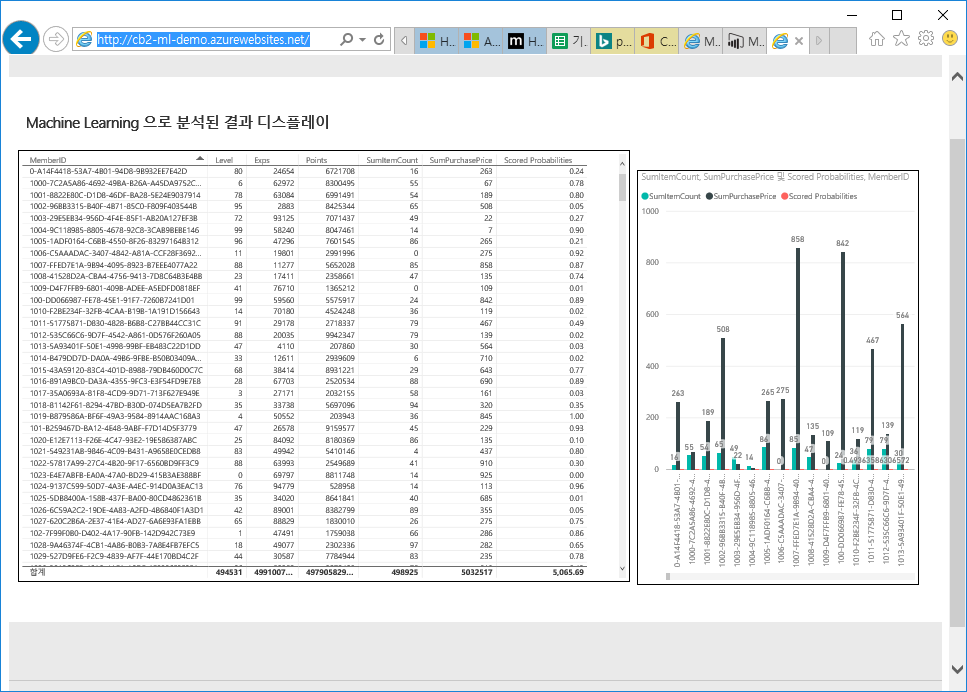 http://cb2-ml-demo.azurewebsites.net/
H..
A...
m H..
기.
p...
C...
M..
M...
Machine Learning 으로 분석된 결과 디스플레이
MemberID Level Exps Points SumItemCount SumPurchasePrice Scored Probabilities
0-A14F4418-53A7-4B01-94D8-9B932EE7E42D 80 24654 6721708 16 263 0.24
1000-7C2A5A86-4692-49BA-B26A-A45DA9752C... 6 62972 8300495 55 67 0.78
1001-8822E80C-D1D8-46DF-8A28-5E24E9037914 78 63084 6991491 54 189 0.80
1002-96BB3315-B40F-4B71-85C0-FB09F403544B 95 2883 8425344 65 508 0.05
1003-29E5EB34-956D-4F4E-85F1-AB20A127EF3B 72 93125 7071437 49 22 0.27
1004-9C118985-8805-4678-92C8-3CAB9BEBE146 99 58240 8047461 14 7 0.90
1005-1ADF0164-C6BB-4550-8F26-83297164B312 96 47296 7601545 86 265 0.21
1006-C5AAADAC-3407-4842-A81A-CCF28F3692... 11 19801 2991996 0 275 0.92
1007-FFED7E1A-9B94-4095-8923-B7EEE4077A22 88 11277 5652028 85 858 0.87
1008-41528D2A-CBA4-4756-9413-7D8C64B3E4BB 23 17411 2358661 47 135 0.74
1009-D4F7FFB9-6801-409B-ADEE-A5EDFD0818EF 41 76710 1365212 0 109 0.01
100-DD066987-FE78-45E1-91F7-7260B7241D01 99 59560 5575917 24 842 0.89
1010-F2BE234F-32FB-4CAA-B19B-1A191D156643 14 70180 4524248 36 119 0.02
1011-51775871-D830-4828-B6B8-C27BB44CC31C 91 29178 2718337 79 467 0.49
1012-535C66C6-9D7F-4542-A861-0D576F260A05 88 20035 9942347 79 139 0.02
1013-5A93401F-50E1-4998-99BF-EB483C22D1DD 47 4110 207860 30 564 0.03
1014-B479DD7D-DA0A-49B6-9FBE-B50B03409A... 33 12611 2939609 6 710 0.02
1015-43A59120-83C4-401D-8988-79DB460D0C7C 68 38414 8931221 29 643 0.77
1016-891A9BC0-DA3A-4355-9FC3-E3F54FD9E7E8 28 67703 2520534 88 690 0.89
1017-35A0693A-81F8-4CD9-9D71-713F627E949E 3 27171 2032155 58 161 0.03
1018-81142F61-8294-47BD-B30D-074D5EA7B2FD 35 33738 5697096 94 320 0.35
1019-B879586A-BF6F-49A3-9584-8914AAC168A3 4 50552 203943 36 845 1.00
101-B259467D-BA12-4E48-9ABF-F7D14D5F3779 47 26578 9159577 45 229 0.93
1020-E12E7113-F26E-4C47-93E2-19E586387ABC 25 84092 8180369 86 135 0.10
1021-549231AB-9846-4C09-B431-A9658E0CEDB8 83 49942 5410146 4 437 0.80
1022-57817A99-27C4-4B20-9F17-6560BD9FF3C9 88 63993 2549689 41 910 0.30
1023-E4E7ABFB-EA0A-47A0-BD29-415B3AE388BF 0 69797 8811748 14 925 0.00
1024-9137C599-50D7-4A3E-A4EC-914D0A3EAC13 76 94779 528958 14 113 0.96
1025-5DB8400A-158B-437F-BA00-80CD4862361B 35 34020 8641841 40 685 0.01
1026-6C59A2C2-19DE-4A83-A2FD-4B6840F1A3D1 42 89001 8382799 89 355 0.05
1027-620C2B6A-2E37-41E4-AD27-6A6E93FA1EBB 65 88829 1830010 26 275 0.75
102-7F99F0B0-D402-4A17-90FB-142D942C73E9 1 47491 1759038 66 286 0.86
1028-9A46374F-4CB1-4A86-B0B3-7A8E4FB7EFC5 18 49077 2302336 97 282 0.65
1029-527D9FE6-F2C9-4839-AF7F-44E170BD4C2F 44 30587 7784944 83 235 0.78
합계 494531 4991007... 497905829... 498925 5032517 5,065.69
SumItemCount, SumPurchasePrice 및 Scored Probabilities, MemberID
SumItemCount SumPurchasePrice Scored Probabilities
1000
800
600
400
200
0
16 263 55 54 189 65 508 49 22 14 86 265 0 275 85 858 47 135 0 109 24 842 36 119 79 467 79 139 30 564
0-A14F4418-53A7-4B01-...
1000-7C2A5A86-4692-4...
1001-8822E80C-D1D8-4...
1002-96BB3315-B40F-4B...
1003-29E5EB34-956D-4F...
1004-9C118985-8805-46...
1005-1ADF0164-C6BB-4...
1006-C5AAADAC-3407-...
1007-FFED7E1A-9B94-40...
1008-41528D2A-CBA4-4...
1009-D4F7FFB9-6801-40...
100-DD066987-FE78-45...
1010-F2BE234F-32FB-4C...
1011-51775871-D830-4...
1012-535C66C6-9D7F-4...
1013-5A93401F-50E1-49...